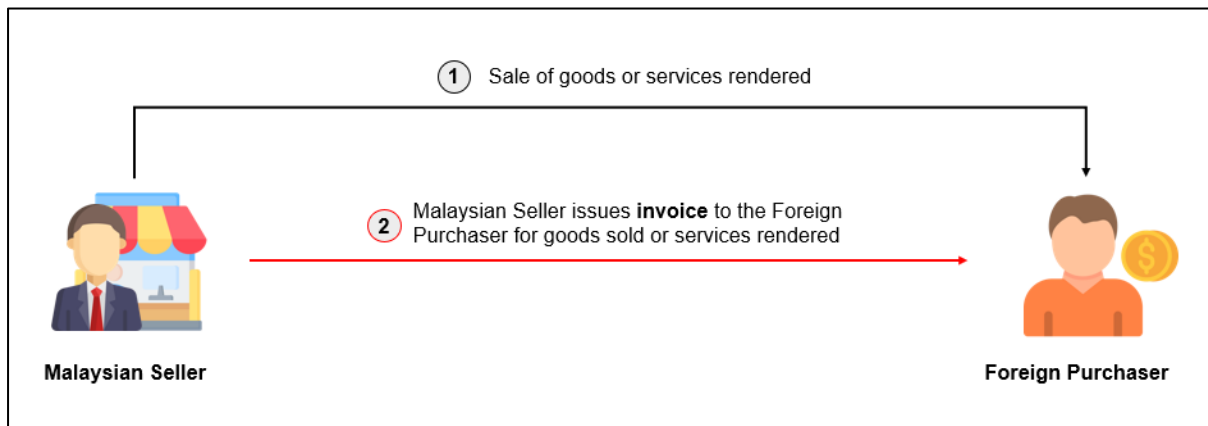 1 Sale of goods or services rendered
2 Malaysian Seller issues invoice to the Foreign
Purchaser for goods sold or services rendered
$
Malaysian Seller
Foreign Purchaser